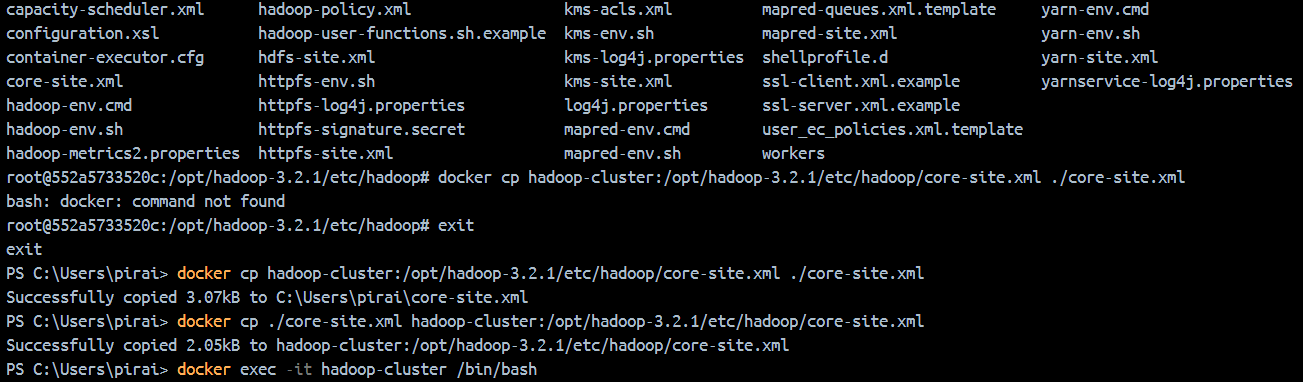 capacity-scheduler.xml hadoop-policy.xml kms-acls.xml mapred-queues.xml.template yarn-env.cmd
configuration.xsl hadoop-user-functions.sh.example kms-env.sh mapred-site.xml yarn-env.sh
container-executor.cfg hdfs-site.xml kms-log4j.properties shellprofile.d yarn-site.xml
core-site.xml httpfs-env.sh kms-site.xml ssl-client.xml.example yarnservice-log4j.properties
hadoop-env.cmd httpfs-log4j.properties log4j.properties ssl-server.xml.example
hadoop-env.sh httpfs-signature.secret mapred-env.cmd user_ec_policies.xml.template
hadoop-metrics2.properties httpfs-site.xml mapred-env.sh workers
root@552a5733520c:/opt/hadoop-3.2.1/etc/hadoop# docker cp hadoop-cluster:/opt/hadoop-3.2.1/etc/hadoop/core-site.xml ./core-site.xml
bash: docker: command not found
root@552a5733520c:/opt/hadoop-3.2.1/etc/hadoop# exit
exit
PS C:\Users\pirai> docker cp hadoop-cluster:/opt/hadoop-3.2.1/etc/hadoop/core-site.xml ./core-site.xml
Successfully copied 3.07kB to C:\Users\pirai\core-site.xml
PS C:\Users\pirai> docker cp ./core-site.xml hadoop-cluster:/opt/hadoop-3.2.1/etc/hadoop/core-site.xml
Successfully copied 2.05kB to hadoop-cluster:/opt/hadoop-3.2.1/etc/hadoop/core-site.xml
PS C:\Users\pirai> docker exec -it hadoop-cluster /bin/bash